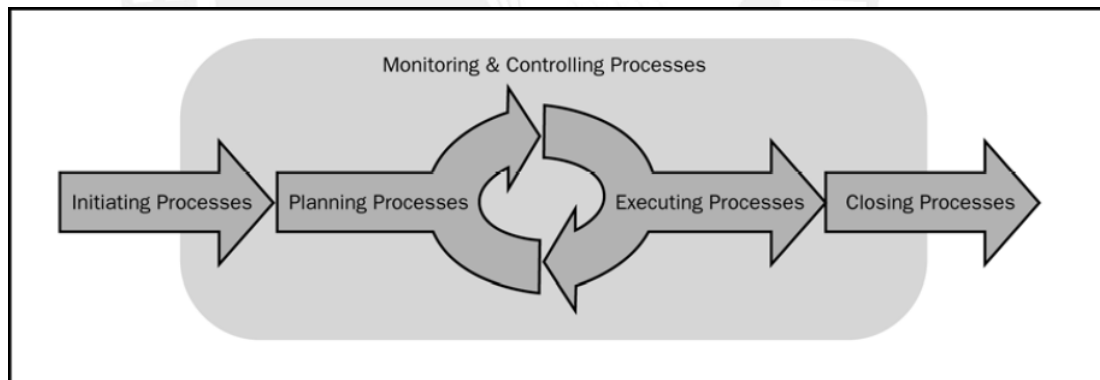 Monitoring & Controlling Processes
Initiating Processes
Planning Processes
Executing Processes
Closing Processes